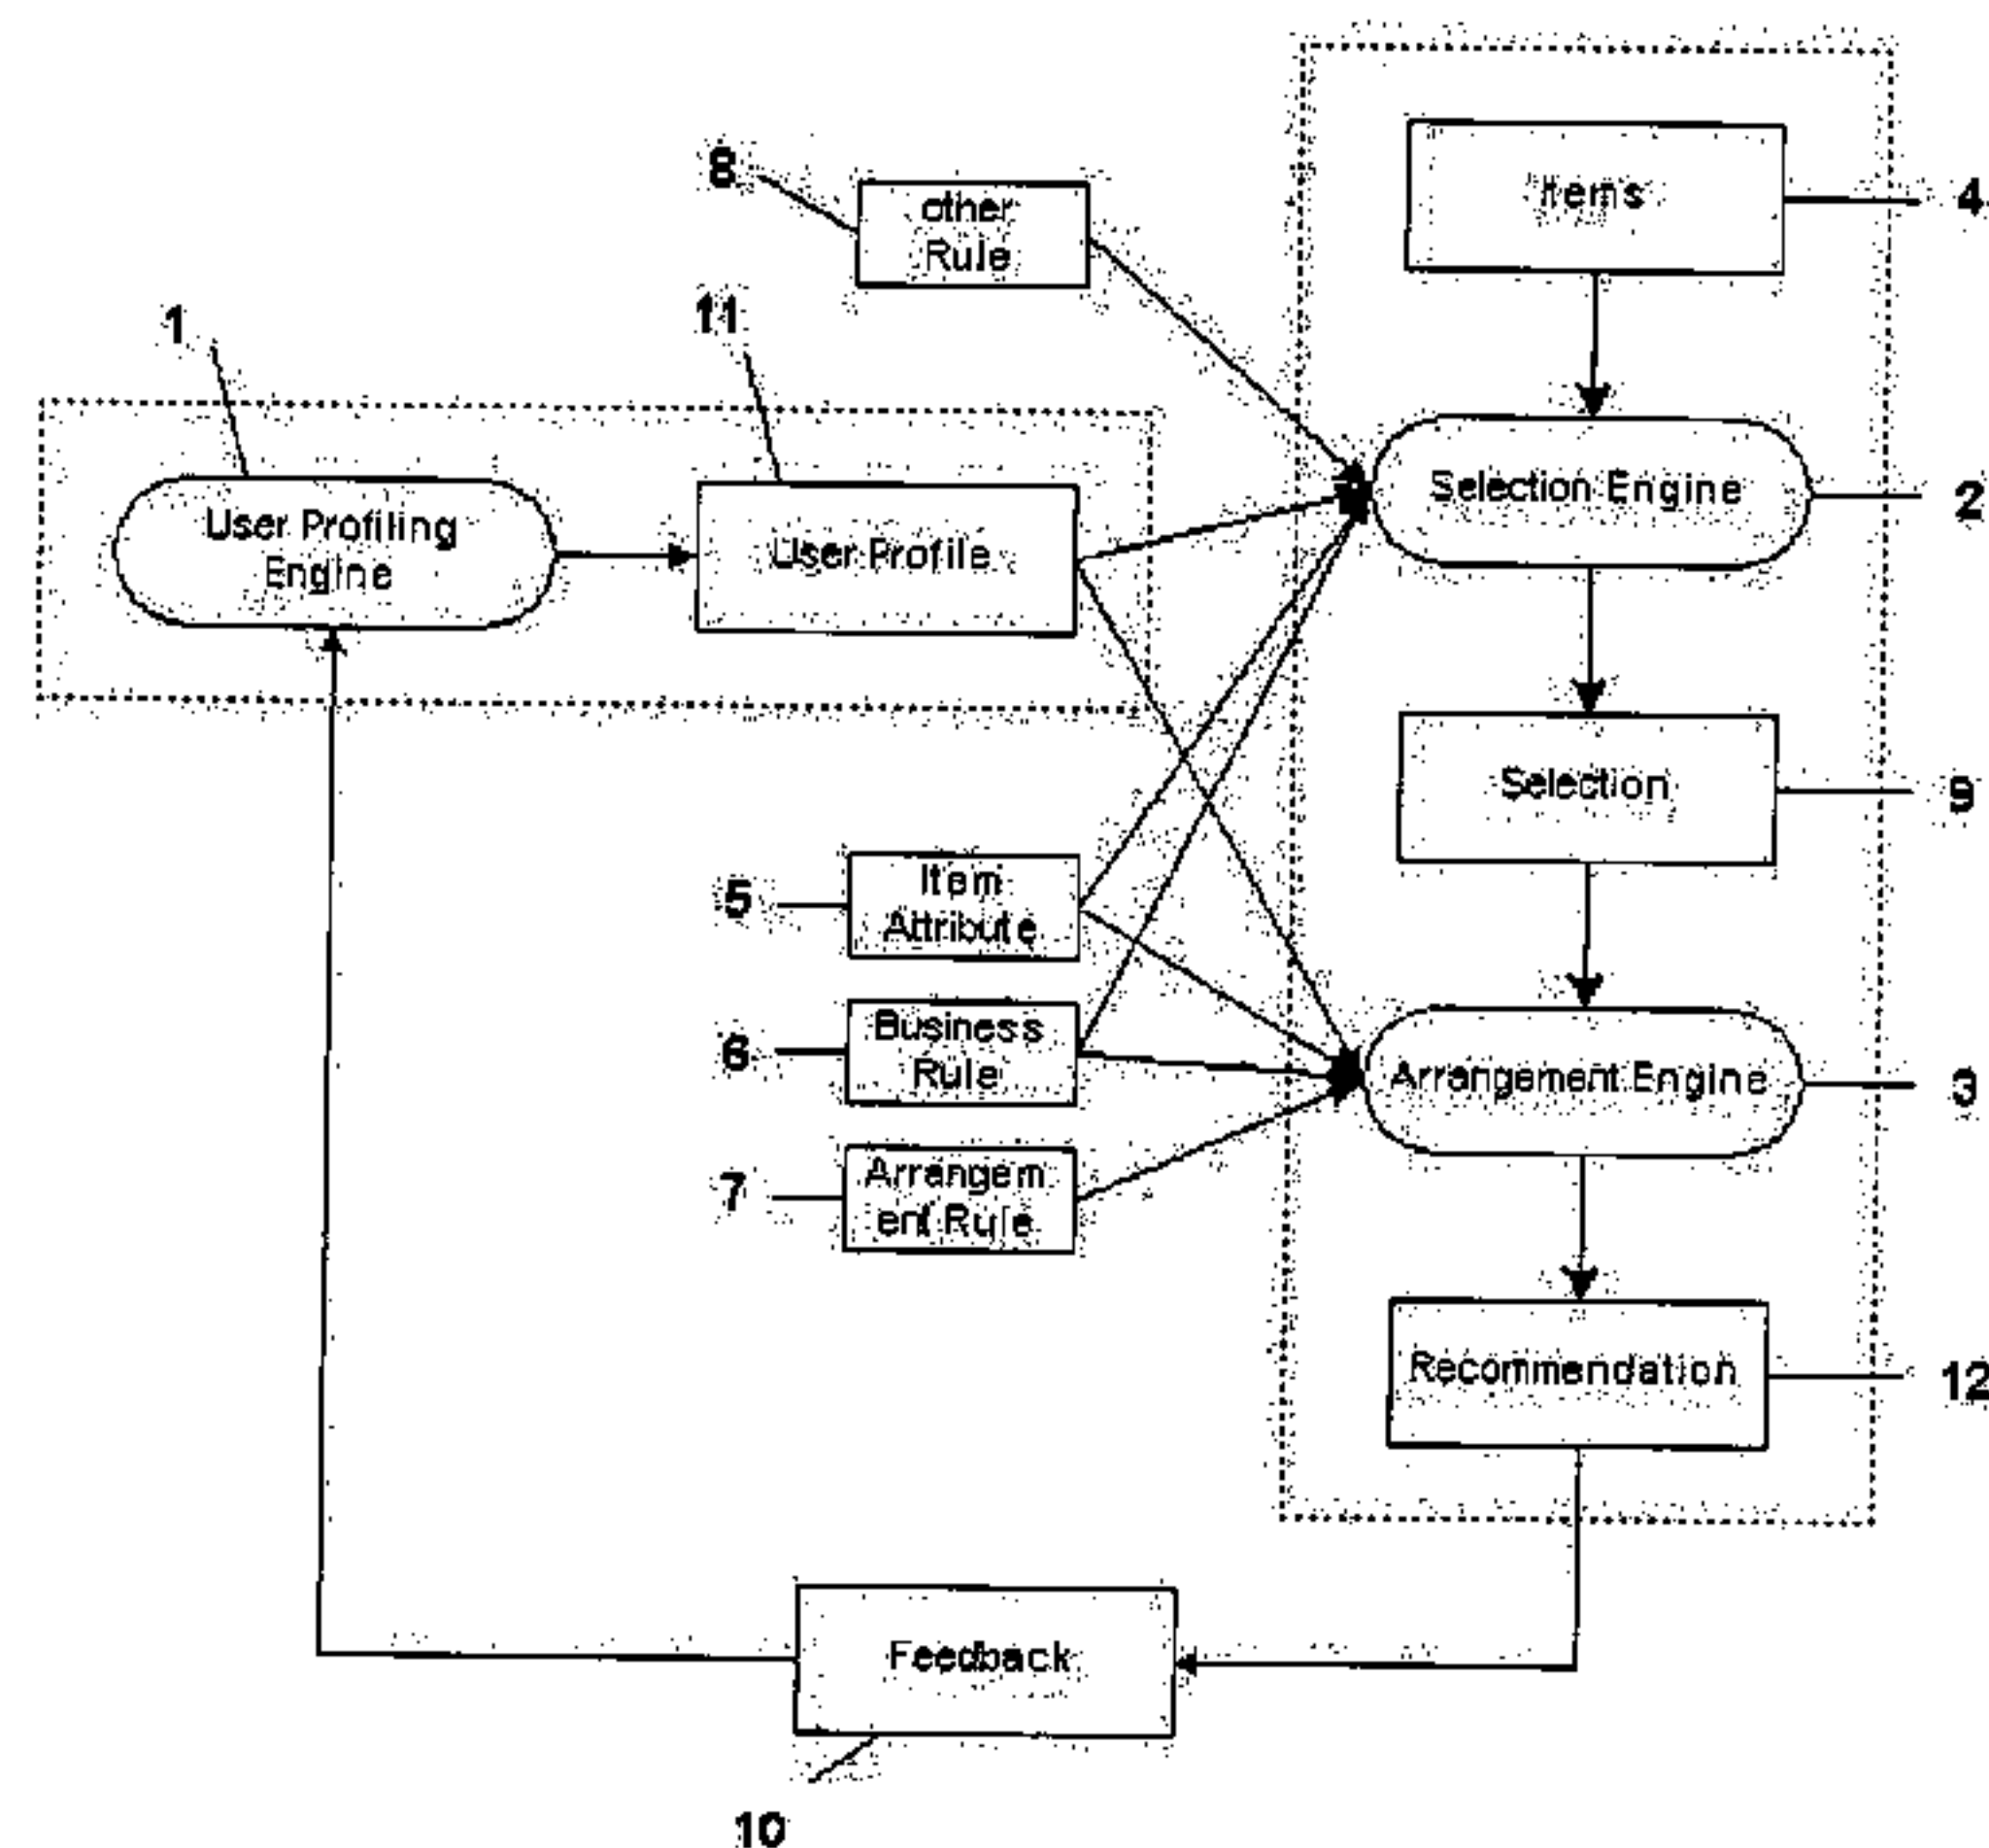 Items
4
8
other
Rule
1
11
Selection Engine
2
User Profiling
Engine
User Profile
Selection
9
5
Item
Attribute
6
Business
Rule
Arrangement Engine
3
7
Arrangem
ent Rule
Recommendation
12
Feedback
10